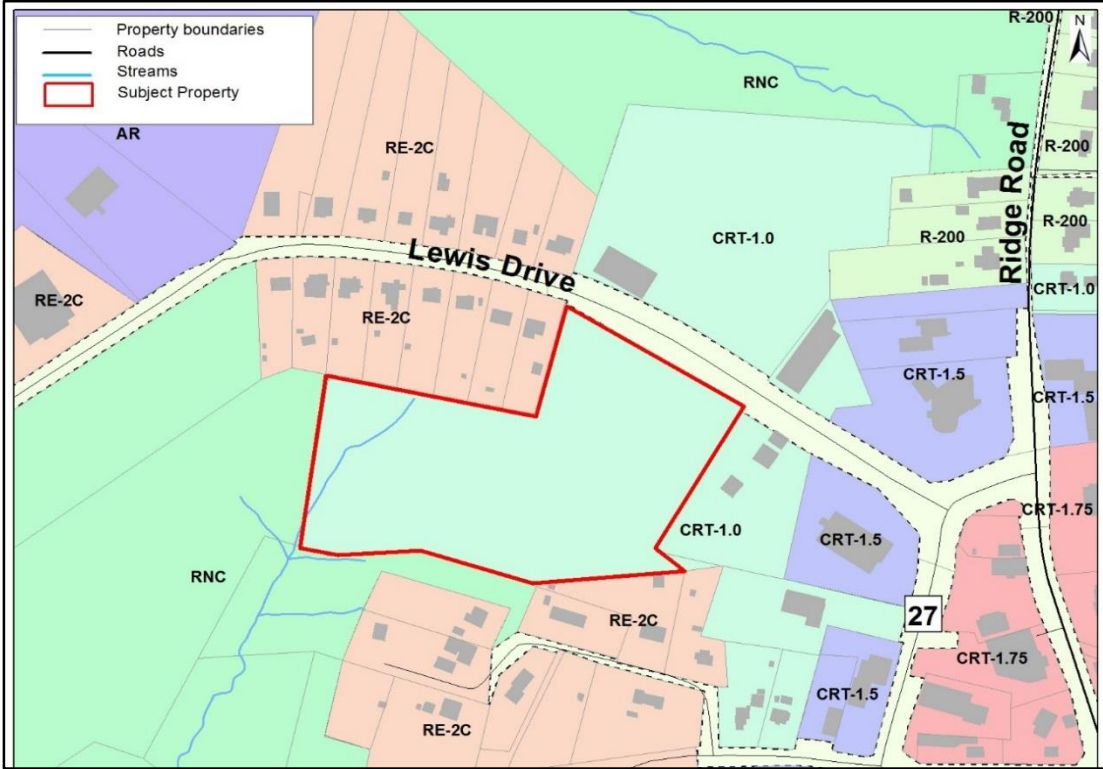 Property boundaries
Roads
Streams
Subject Property
N
R-200
RNC
AR
RE-2C
R-200
Ridge Road
R-200
R-200
CRT-1.0
Lewis Drive
CRT-1.0
RE-2C
RE-2C
CRT-1.5
CRT-1.5
CRT-1.75
CRT-1.0
CRT-1.5
RNC
27
RE-2C
CRT-1.75
CRT-1.5
RE-2C